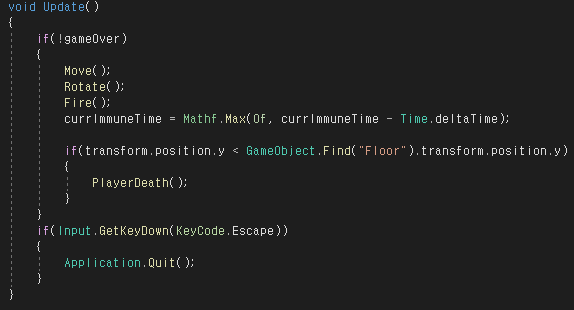 void Update()
{
if(!gameOver)
{
Move();
Rotate();
Fire();
currImmuneTime = Mathf.Max(0f, currImmuneTime - Time.deltaTime);
if(transform.position.y < GameObject.Find("Floor").transform.position.y)
{
PlayerDeath();
}
}
if(Input.GetKeyDown(KeyCode.Escape))
{
Application.Quit();
}
}